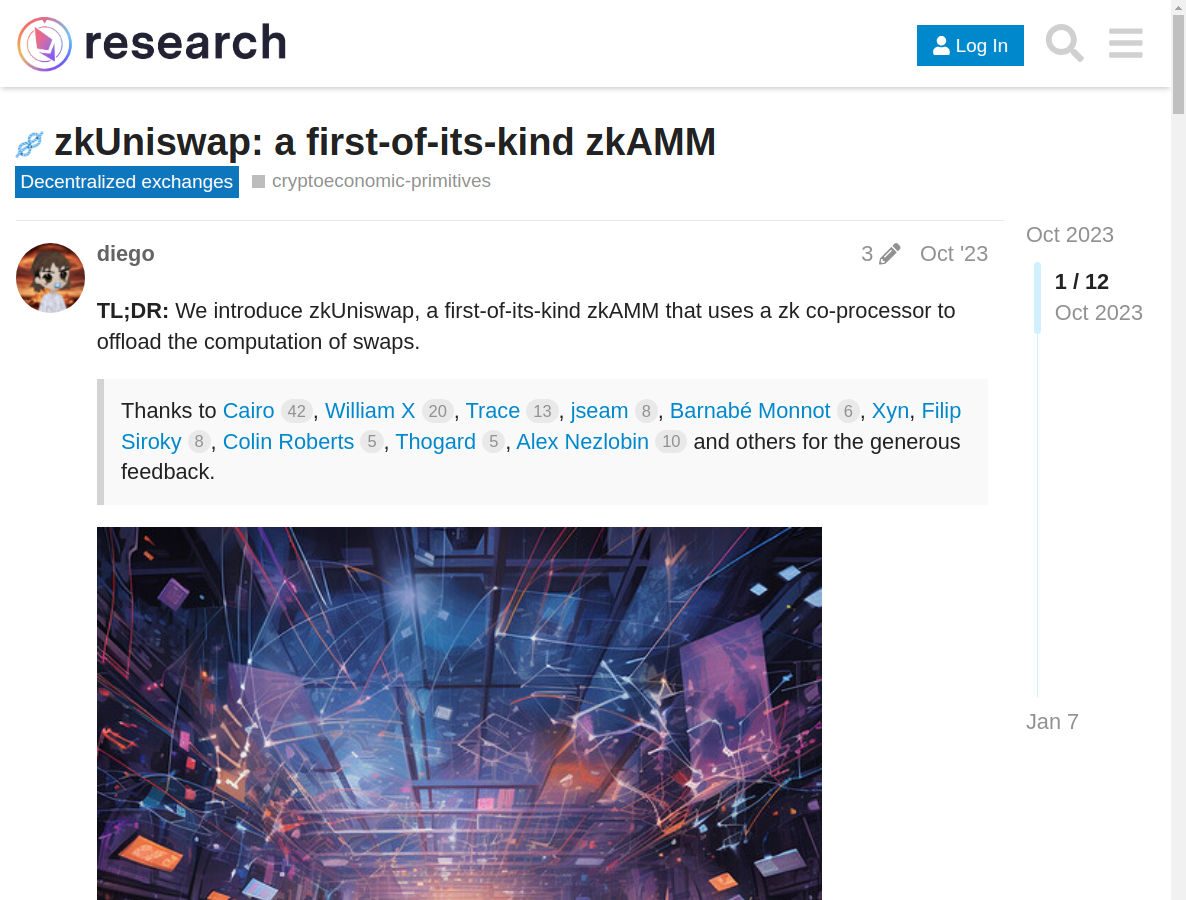 research
Log In
zkUniswap: a first-of-its-kind zkAMM
Decentralized exchanges cryptoeconomic-primitives
diego 3 Oct '23
TL;DR: We introduce zkUniswap, a first-of-its-kind zkAMM that uses a zk co-processor to
offload the computation of swaps.
Thanks to Cairo 42, William X 20, Trace 13, jseam 8, Barnabé Monnot 6, Xyn, Filip
Siroky 8, Colin Roberts 5, Thogard 5, Alex Nezlobin 10 and others for the generous
feedback.
Oct 2023
1 / 12
Oct 2023
Jan 7